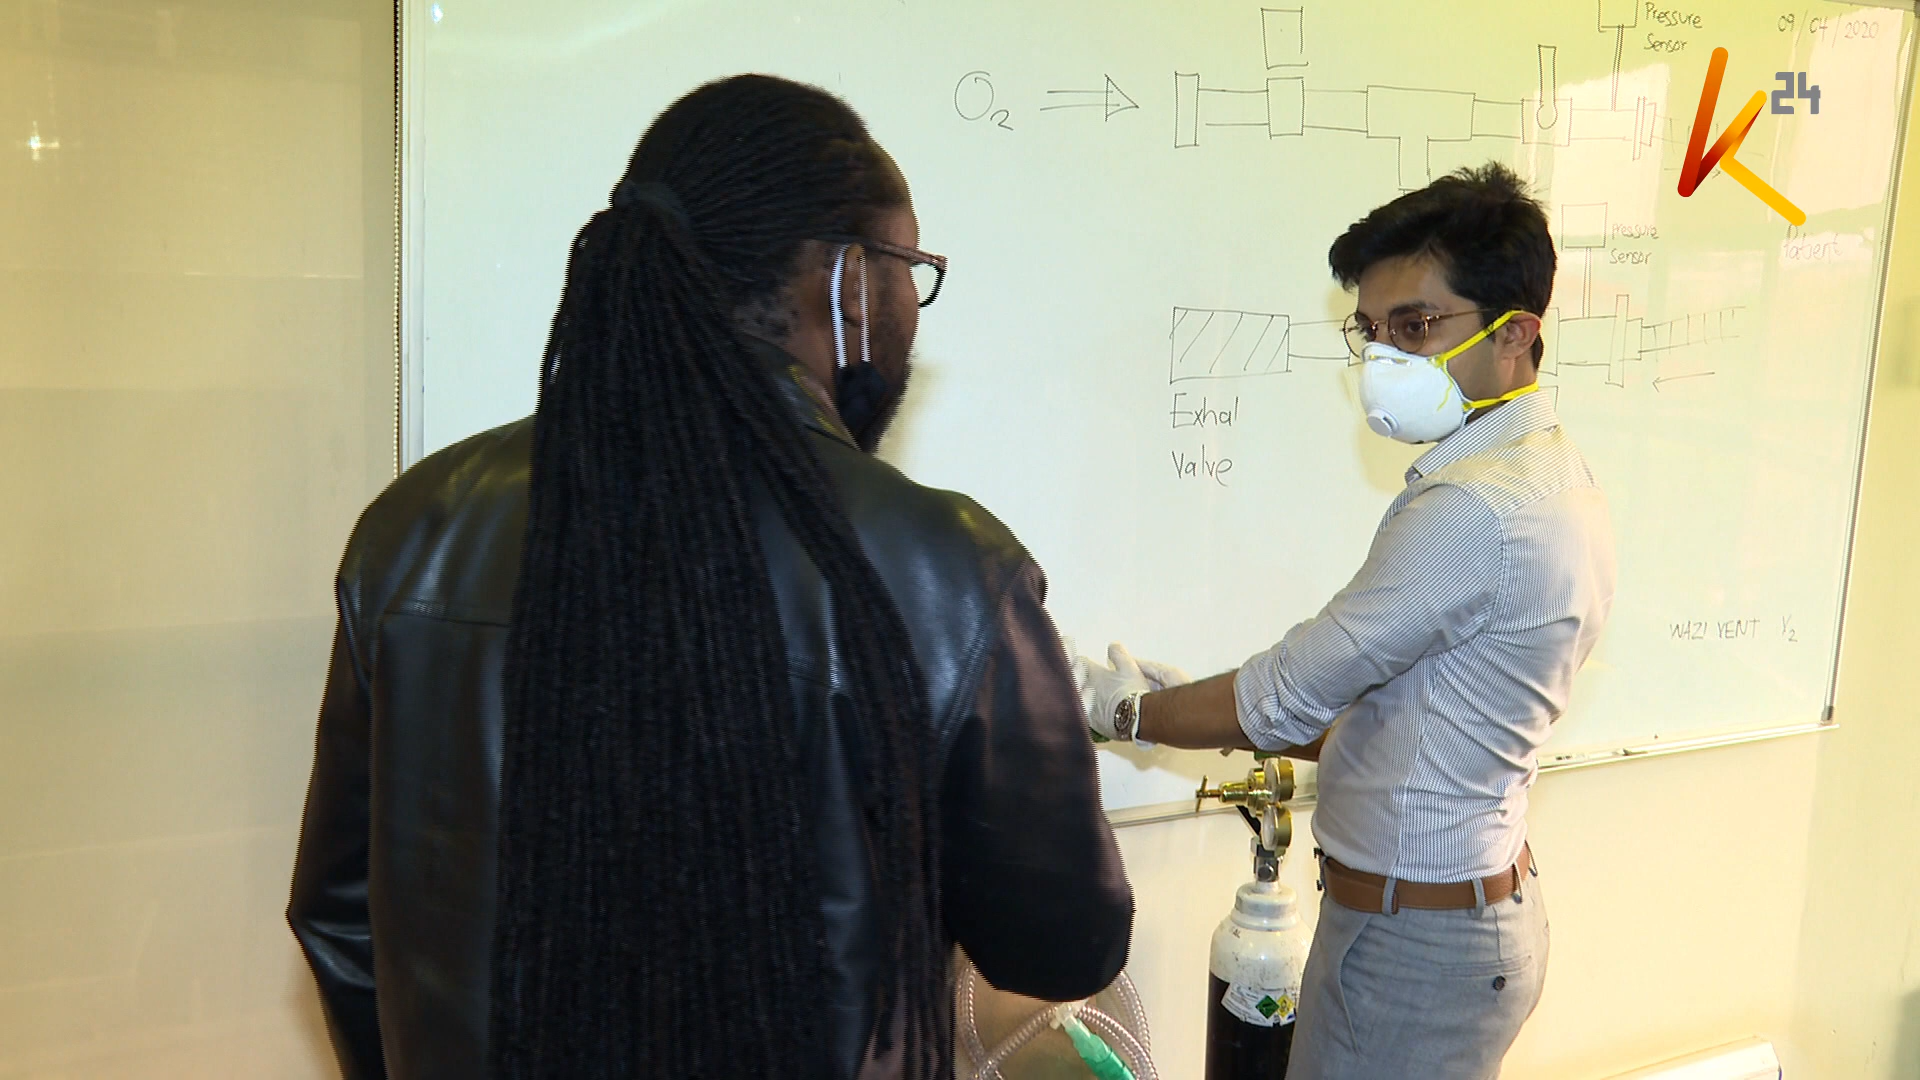 Pressure
Sensor
09/04/2020
K24
O2
Pressure
Sensor
Patient
Exhal
Valve
WAZI VENT V2